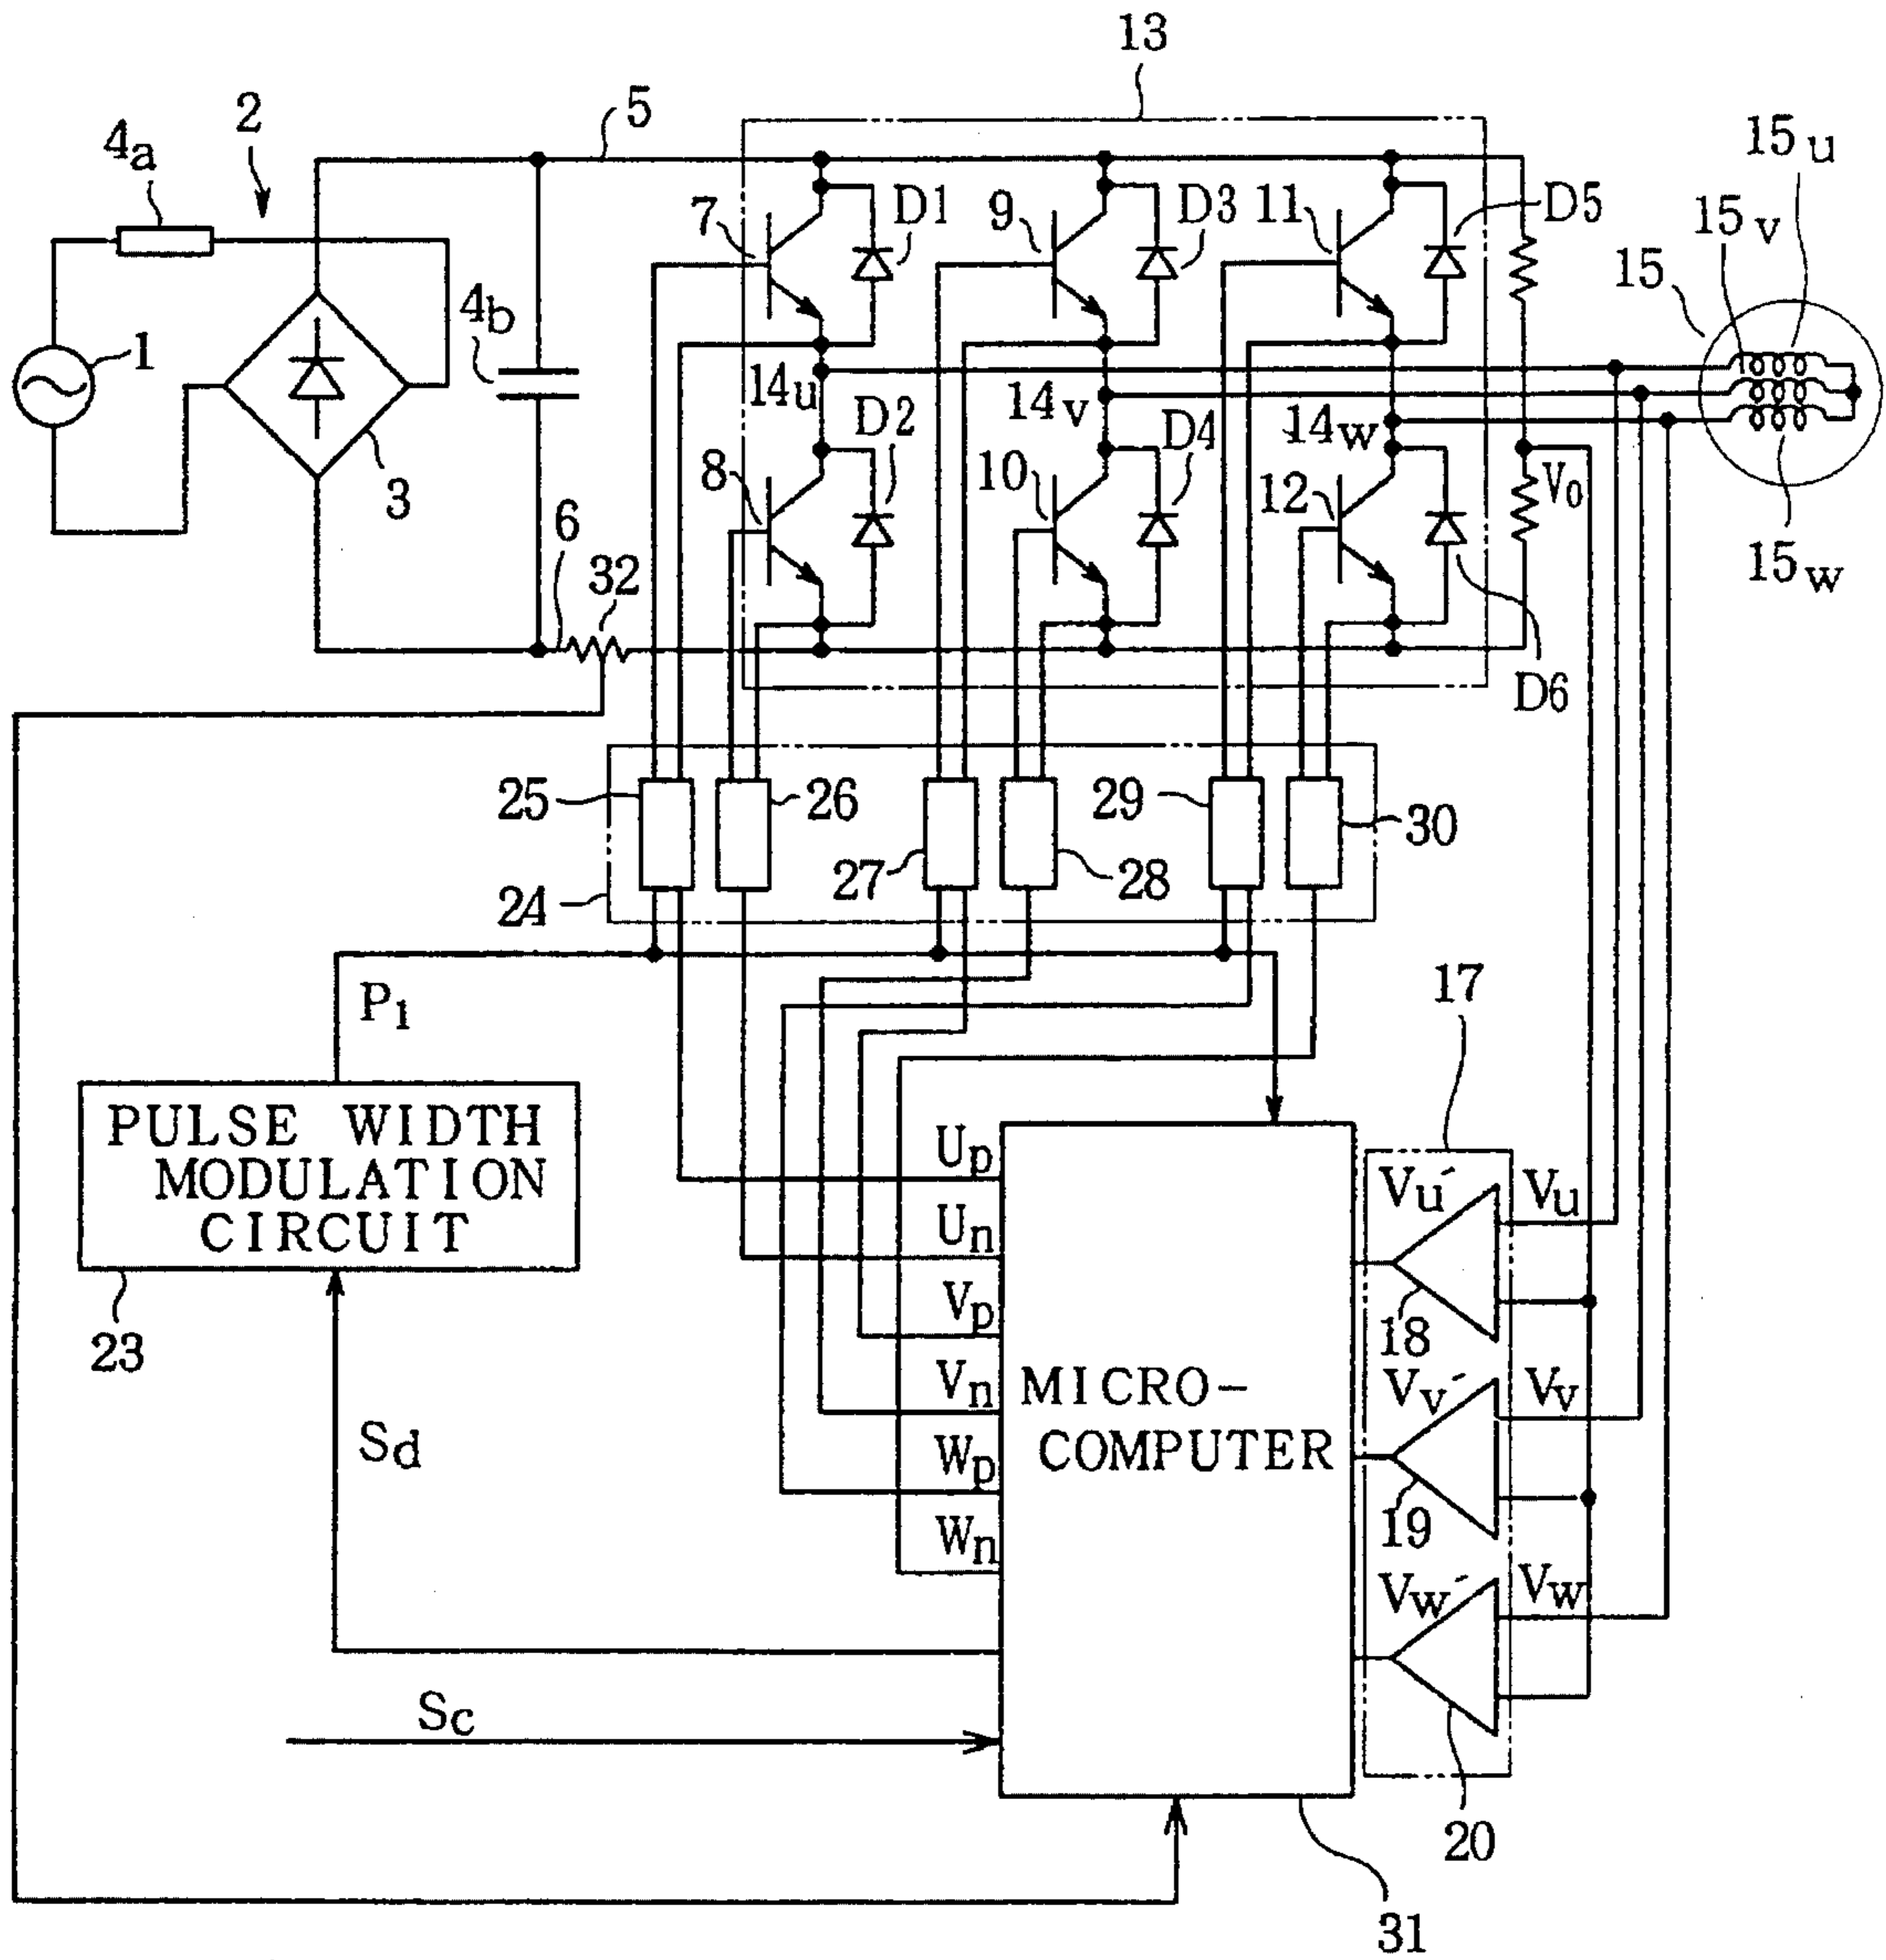 13
2
5
4a
15u
7
D1
9
D3
11
D5
15v
15
1
4b
14u
14v
14w
D2
D4
3
8
10
12
V0
6
32
15w
D6
25
26
29
30
27
28
24
P1
17
PULSE WIDTH
MODULATION
CIRCUIT
Up
Vu´
Vu
Un
23
Vp
18
Vn
MICRO-
Vv´
Vv
Sd
Wp
COMPUTER
19
Wn
Vw´
Vw
Sc
20
31